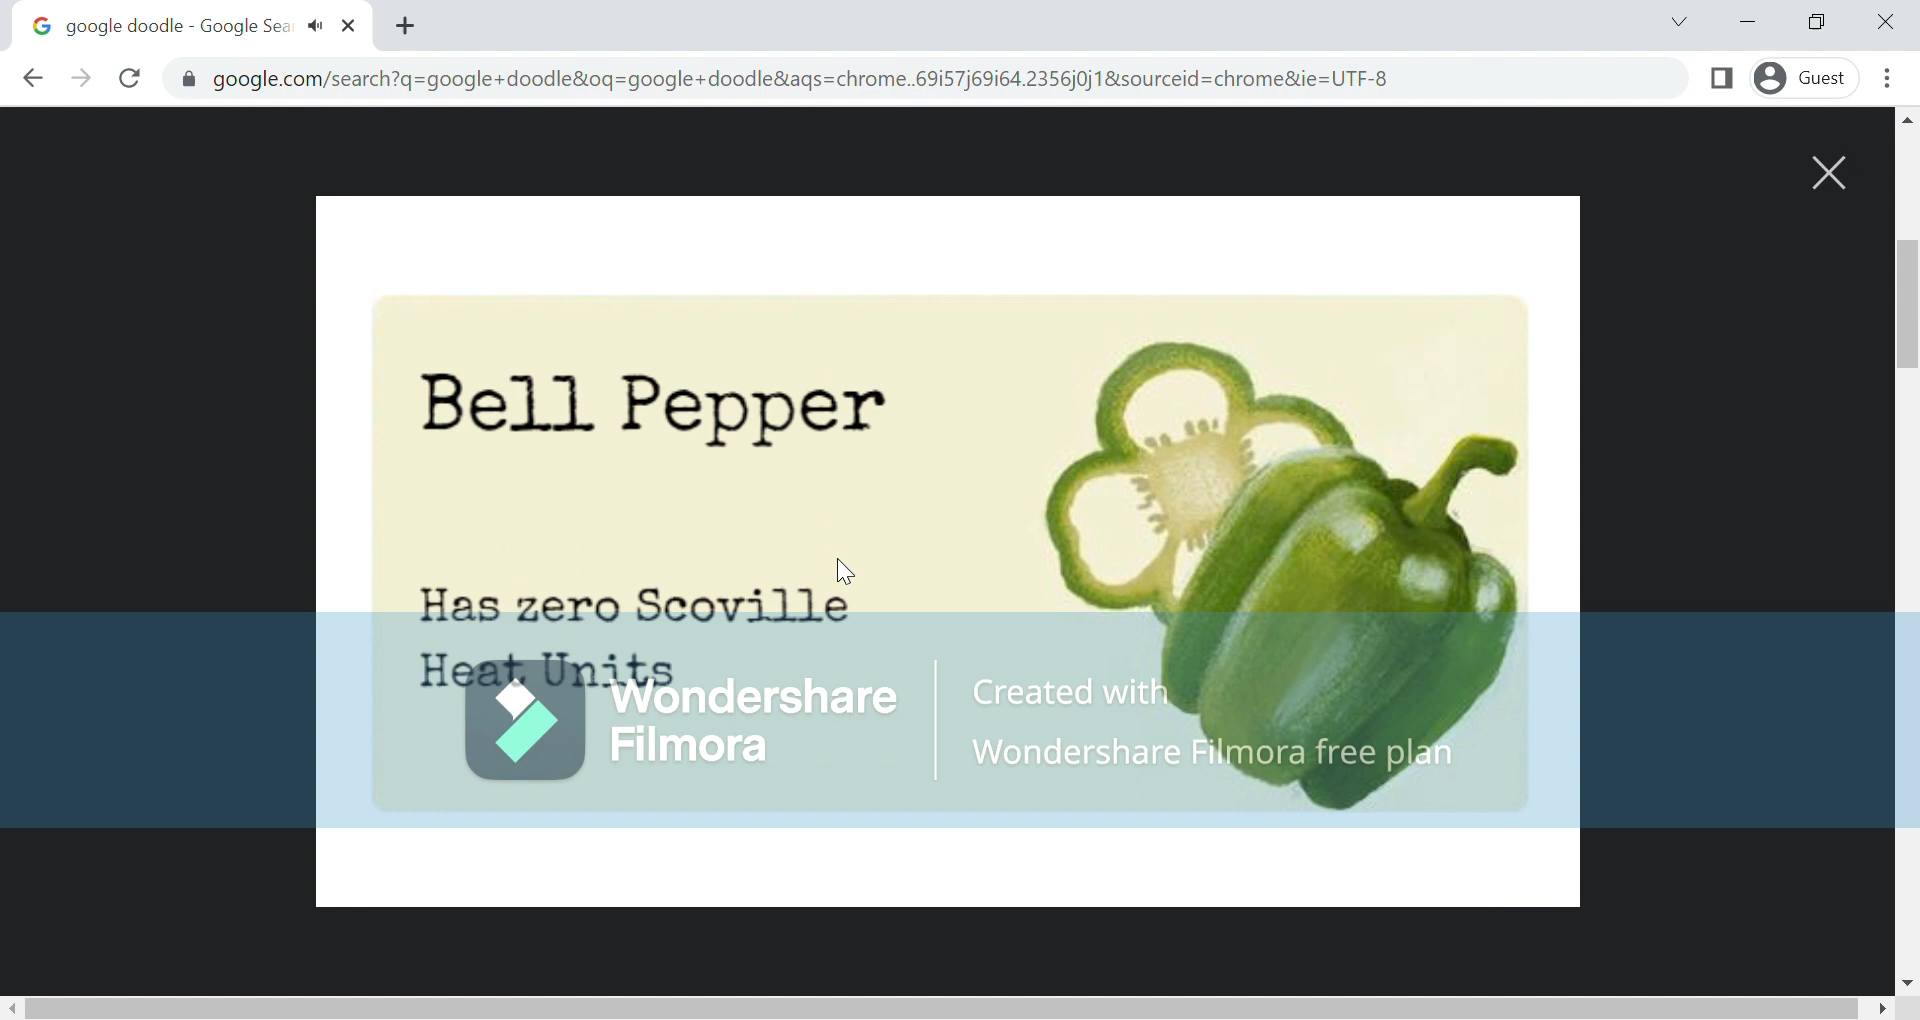 google doodle - Google Sea
google.com/search?q=google+doodle&oq=google+doodle&aqs=chrome..69i57j69i64.2356j0j1&sourceid=chrome&ie=UTF-8
Guest
Bell Pepper
Has zero Scoville
Heat Units
Wondershare
Filmora
Created with
Wondershare Filmora free plan